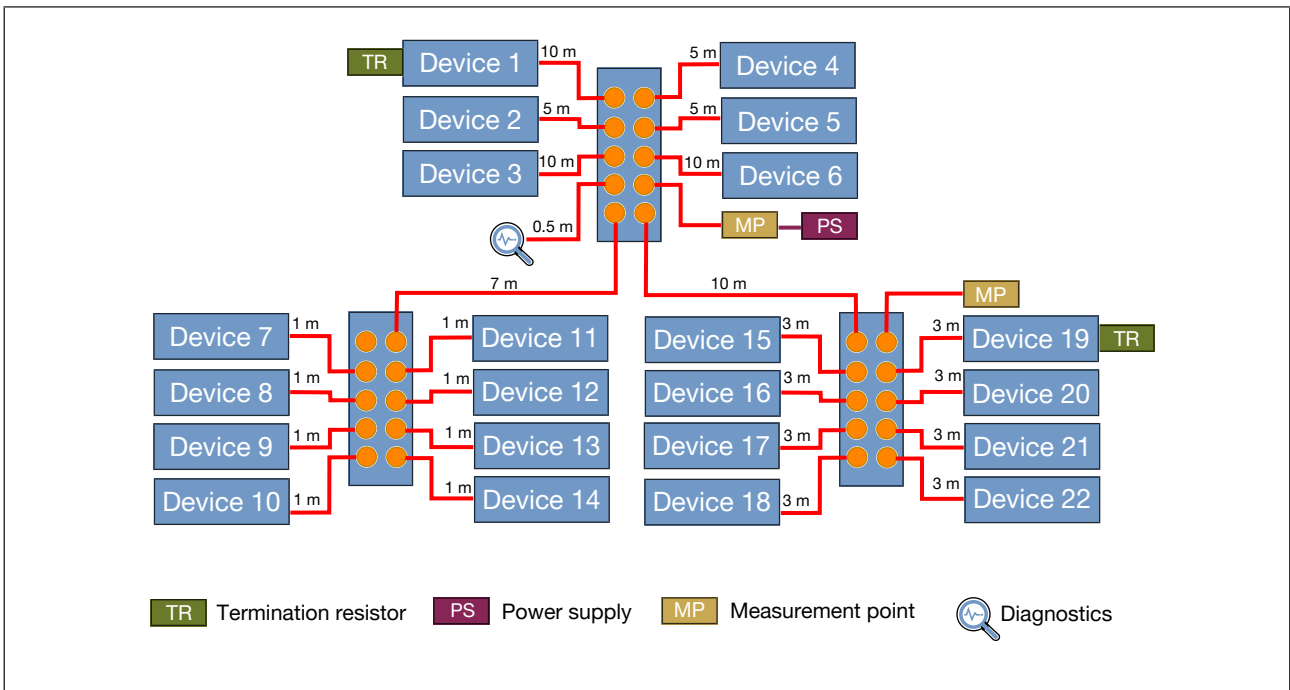 TR Device 1 10 m
Device 2 5 m
Device 3 10 m
0.5 m
5 m Device 4
5 m Device 5
10 m Device 6
MP PS
7 m
10 m
Device 7 1 m
Device 8 1 m
Device 9 1 m
Device 10 1 m
1 m Device 11
1 m Device 12
1 m Device 13
1 m Device 14
Device 15 3 m
Device 16 3 m
Device 17 3 m
Device 18 3 m
MP
3 m Device 19 TR
3 m Device 20
3 m Device 21
3 m Device 22
TR Termination resistor PS Power supply MP Measurement point Diagnostics